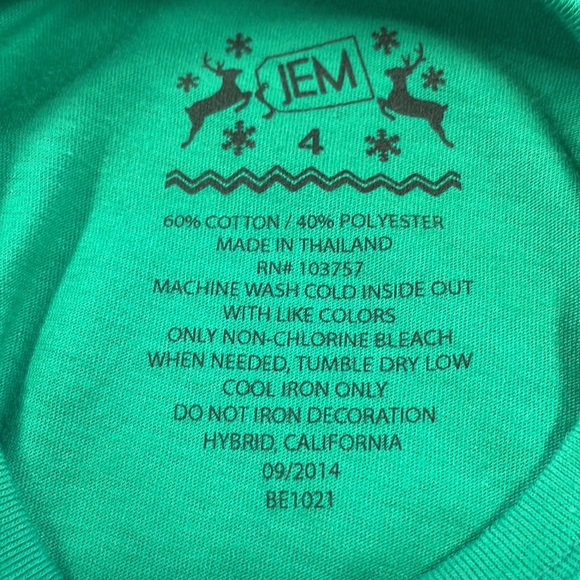 JEM
4
60% COTTON / 40% POLYESTER
MADE IN THAILAND
RN# 103757
MACHINE WASH COLD INSIDE OUT
WITH LIKE COLORS
ONLY NON-CHLORINE BLEACH
WHEN NEEDED, TUMBLE DRY LOW
COOL IRON ONLY
DO NOT IRON DECORATION
HYBRID, CALIFORNIA
09/2014
BE1021